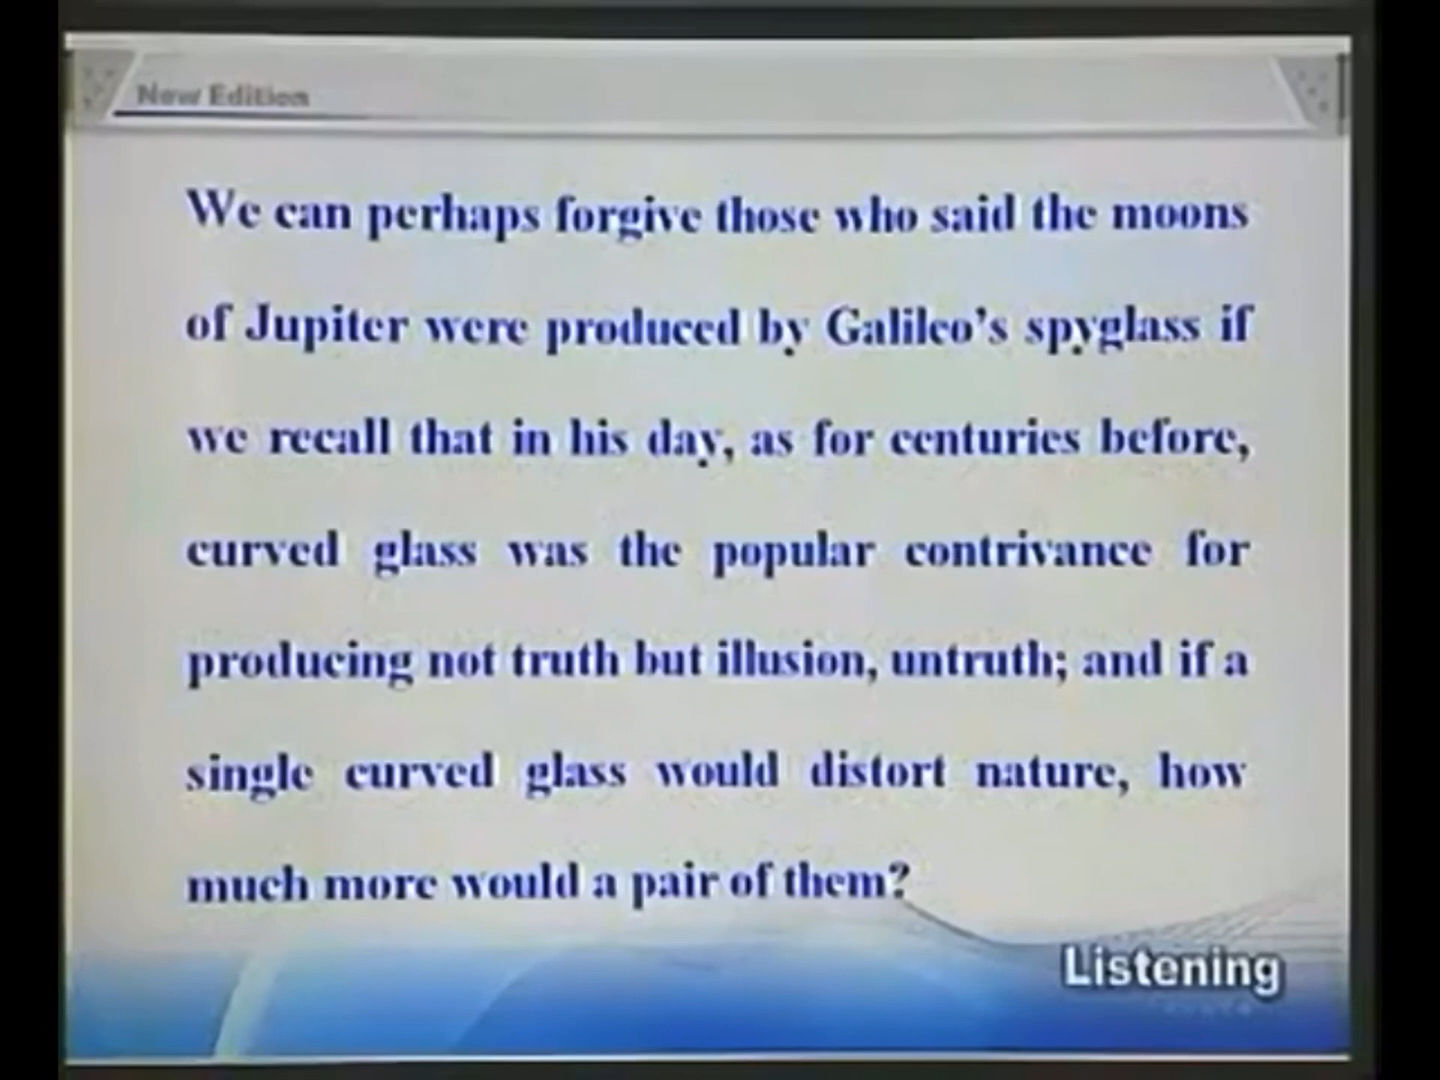 New Edition
We can perhaps forgive those who said the moons
of Jupiter were produced by Galileo's spyglass if
we recall that in his day, as for centuries before,
curved glass was the popular contrivance for
producing not truth but illusion, untruth; and if a
single curved glass would distort nature, how
much more would a pair of them?
Listening